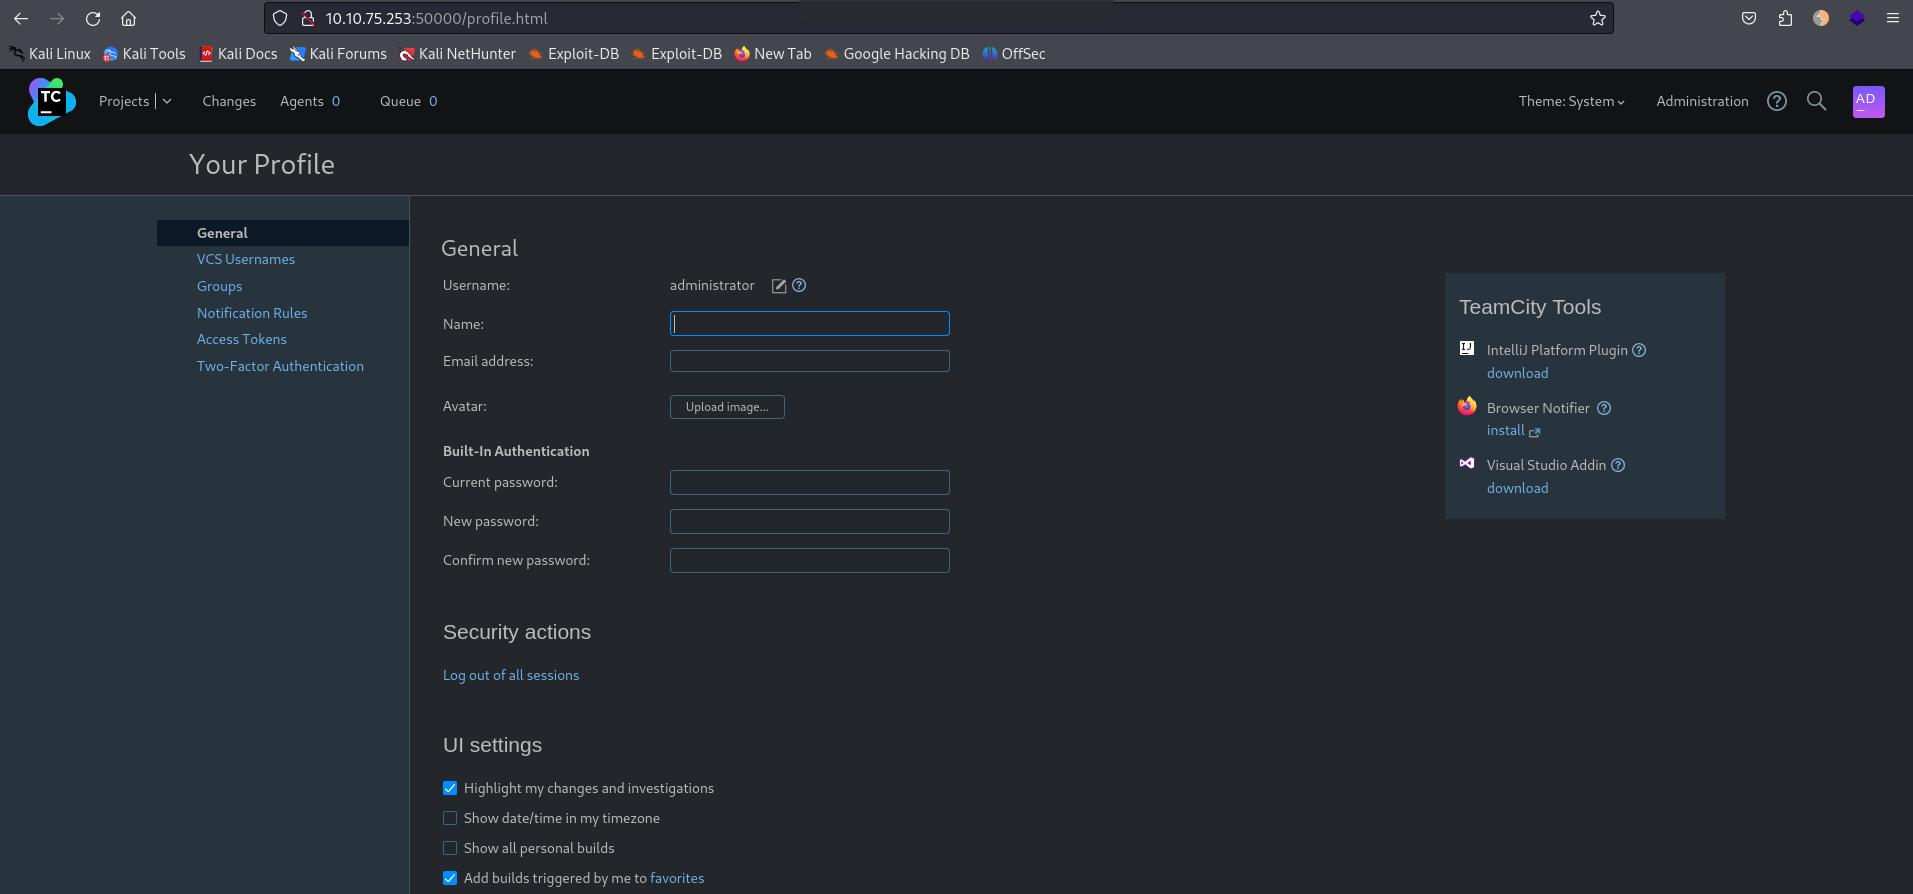 10.10.75.253:50000/profile.html
Kali Linux Kali Tools Kali Docs Kali Forums Kali NetHunter Exploit-DB Exploit-DB New Tab Google Hacking DB OffSec
TC Projects Changes Agents 0 Queue 0 Theme: System Administration ? AD
Your Profile
General
VCS Usernames
Groups
Notification Rules
Access Tokens
Two-Factor Authentication
General
Username: administrator ?
Name:
Email address:
Avatar: Upload image...
Built-In Authentication
Current password:
New password:
Confirm new password:
Security actions
Log out of all sessions
UI settings
Highlight my changes and investigations
Show date/time in my timezone
Show all personal builds
Add builds triggered by me to favorites
TeamCity Tools
IJ IntelliJ Platform Plugin ?
download
Browser Notifier ?
install
Visual Studio Addin ?
download